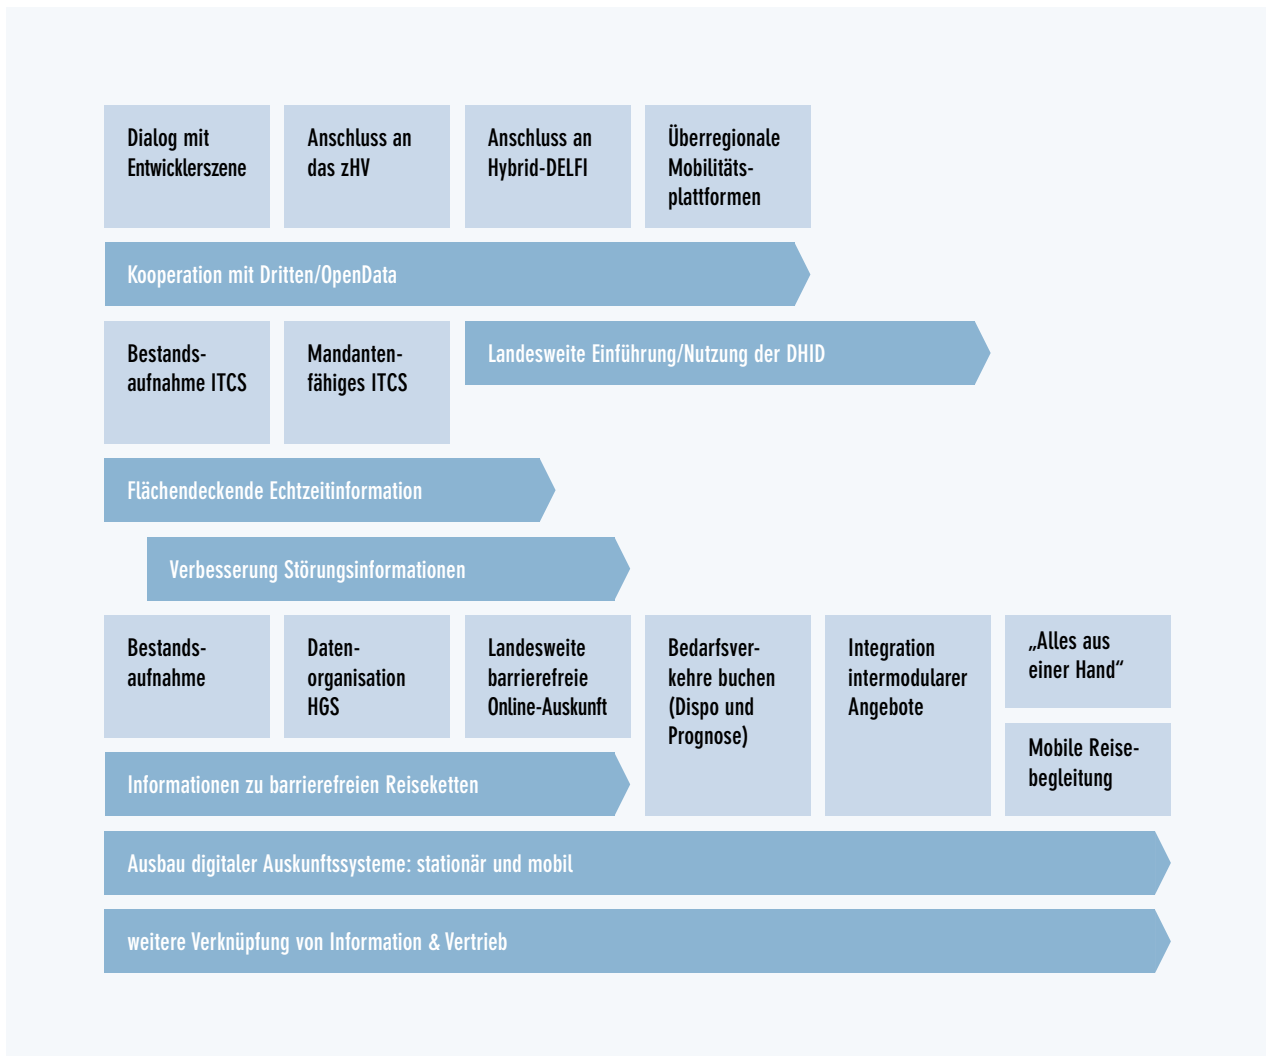 Dialog mit
Entwicklerszene
Anschluss an
das zHV
Anschluss an
Hybrid-DELFI
Überregionale
Mobilitäts-
plattformen
Kooperation mit Dritten/OpenData
Bestands-
aufnahme ITCS
Mandanten-
fähiges ITCS
Landesweite Einführung/Nutzung der DHID
Flächendeckende Echtzeitinformation
Verbesserung Störungsinformationen
Bestands-
aufnahme
Daten-
organisation
HGS
Landesweite
barrierefreie
Online-Auskunft
Bedarfsver-
kehre buchen
(Dispo und
Prognose)
Integration
intermodularer
Angebote
„Alles aus
einer Hand“
Mobile Reise-
begleitung
Informationen zu barrierefreien Reiseketten
Ausbau digitaler Auskunftssysteme: stationär und mobil
weitere Verknüpfung von Information & Vertrieb